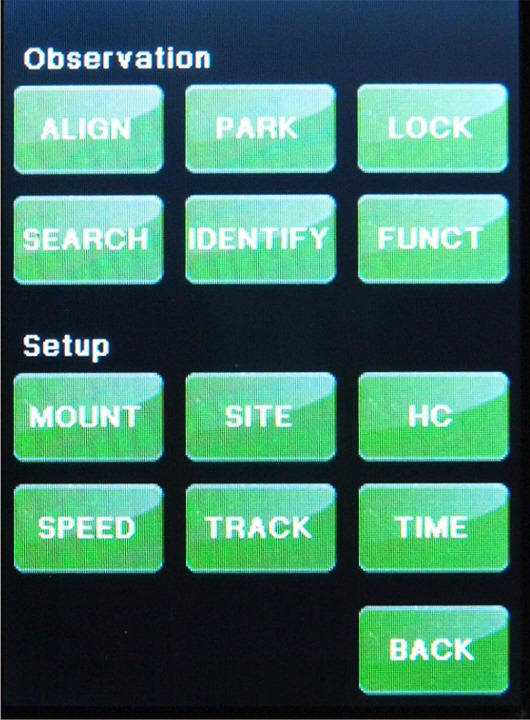 Observation
ALIGN PARK LOCK
SEARCH IDENTIFY FUNCT
Setup
MOUNT SITE HC
SPEED TRACK TIME
BACK